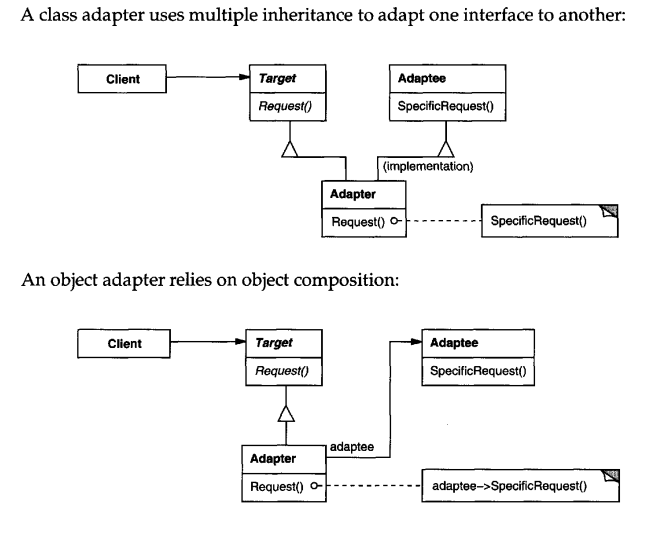 A class adapter uses multiple inheritance to adapt one interface to another:
Client
Target
Request()
Adaptee
SpecificRequest()
(implementation)
Adapter
Request()
SpecificRequest()
An object adapter relies on object composition:
Client
Target
Request()
Adaptee
SpecificRequest()
adaptee
Adapter
Request()
adaptee->SpecificRequest()